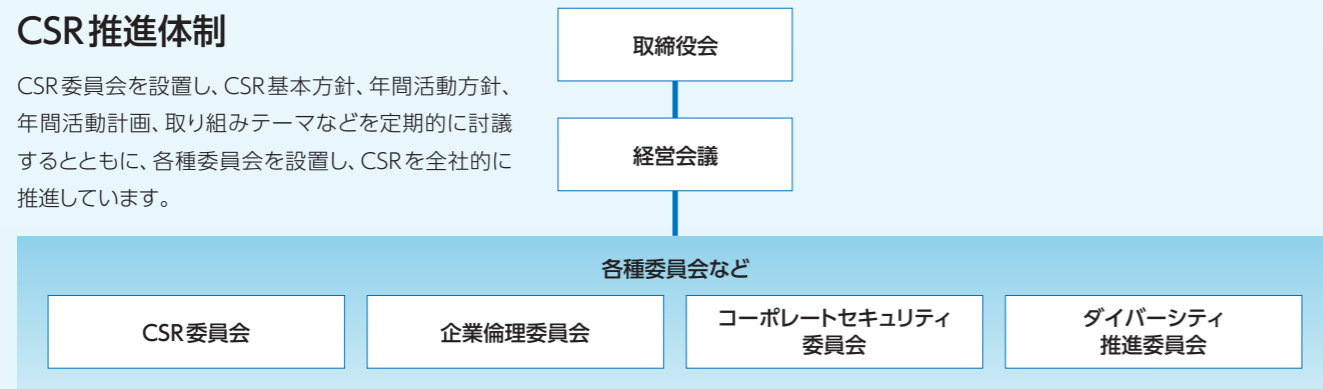 CSR推進体制
CSR委員会を設置し、CSR基本方針、年間活動方針、
年間活動計画、取り組みテーマなどを定期的に討議
するとともに、各種委員会を設置し、CSRを全社的に
推進しています。
取締役会
経営会議
各種委員会など
CSR委員会
企業倫理委員会
コーポレートセキュリティ
委員会
ダイバーシティ
推進委員会